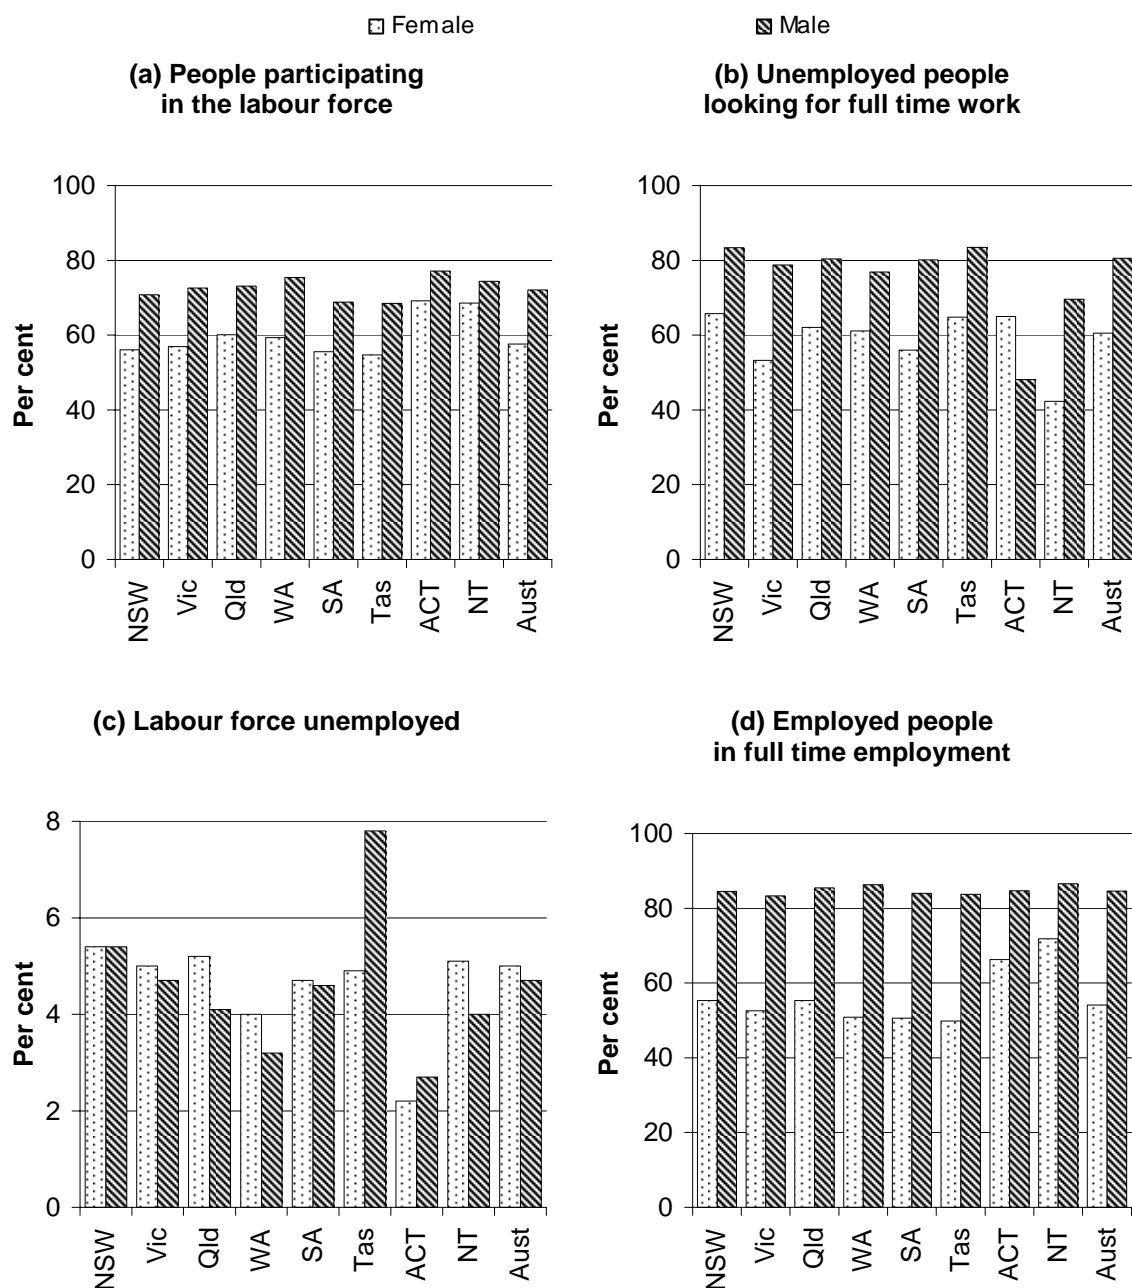 Female Male
(a) People participating
in the labour force
100
80
60
40
20
0
Per cent
NSW Vic Qld WA SA Tas ACT NT Aust
(b) Unemployed people
looking for full time work
100
80
60
40
20
0
Per cent
NSW Vic Qld WA SA Tas ACT NT Aust
(c) Labour force unemployed
8
6
4
2
0
Per cent
NSW Vic Qld WA SA Tas ACT NT Aust
(d) Employed people
in full time employment
100
80
60
40
20
0
Per cent
NSW Vic Qld WA SA Tas ACT NT Aust